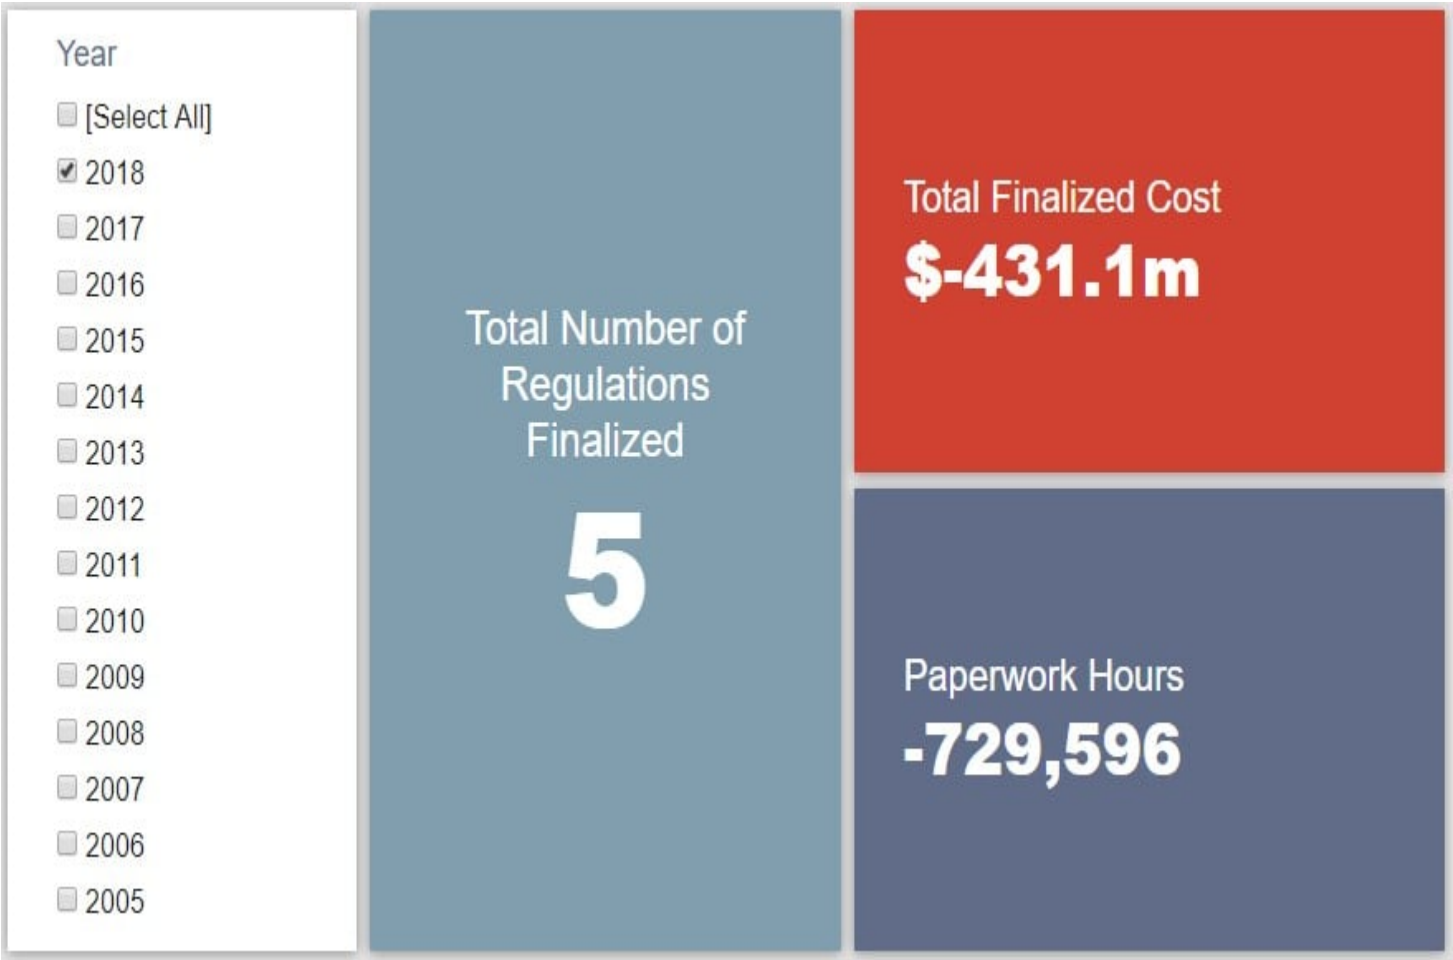 Year
[Select All]
2018
2017
2016
2015
2014
2013
2012
2011
2010
2009
2008
2007
2006
2005
Total Number of
Regulations
Finalized
5
Total Finalized Cost
$-431.1m
Paperwork Hours
-729,596